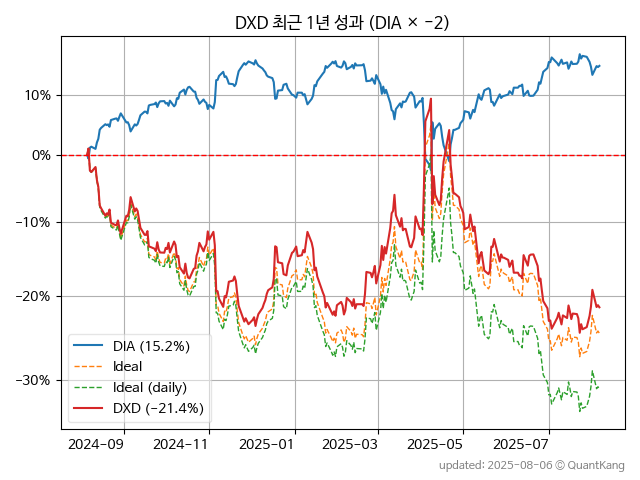 DXD 최근 1년 성과 (DIA × −2)
10%
0%
−10%
−20%
−30%
DIA (15.2%)
Ideal
Ideal (daily)
DXD (−21.4%)
2024-09
2024-11
2025-01
2025-03
2025-05
2025-07
updated: 2025-08-06 © QuantKang